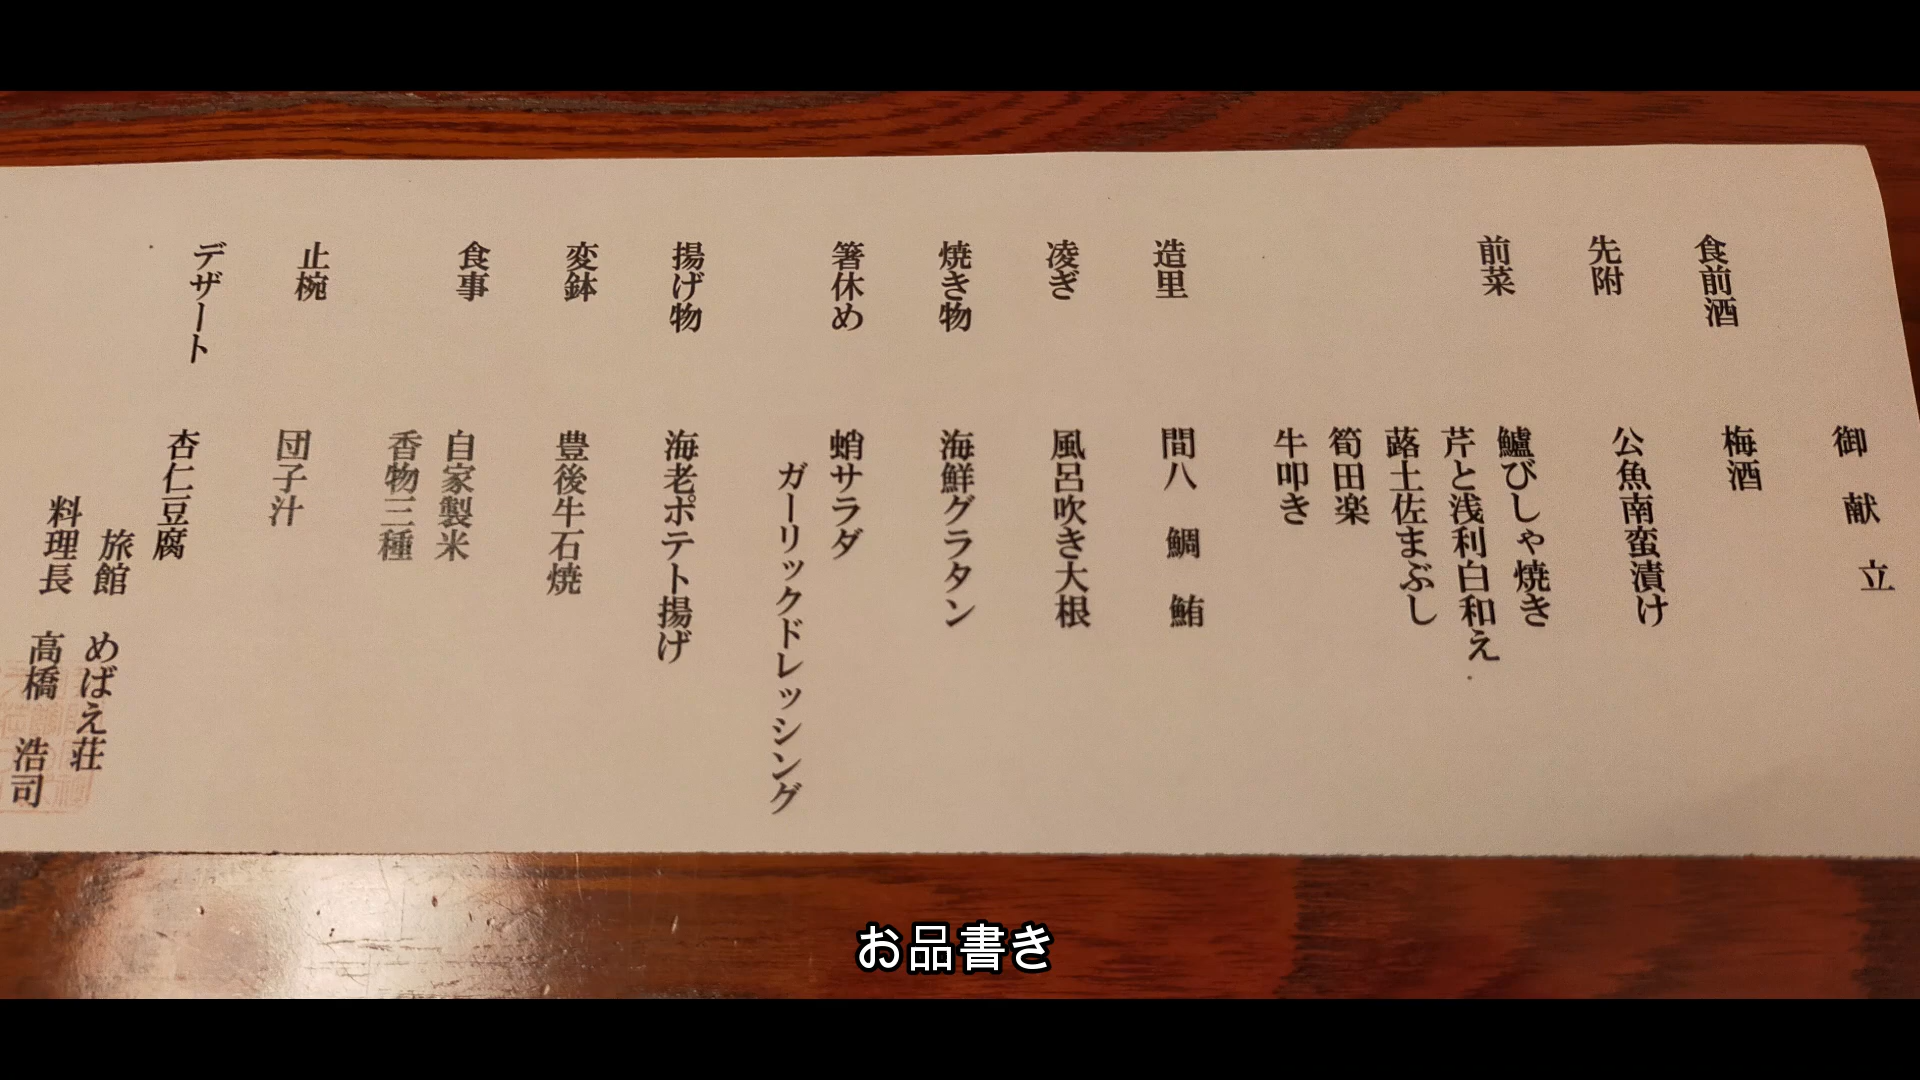 御献立
食前酒
梅酒
先附
公魚南蛮漬け
前菜
鱸びしゃ焼き
芹と浅利白和え
蕗土佐まぶし
筍田楽
牛叩き
造里
間八　鯛　鮪
凌ぎ
風呂吹き大根
焼き物
海鮮グラタン
箸休め
蛸サラダ
ガーリックドレッシング
揚げ物
海老ポテト揚げ
変鉢
豊後牛石焼
食事
自家製米
香物三種
止椀
団子汁
デザート
杏仁豆腐
旅館　めばえ荘
料理長　高橋　浩司
お品書き